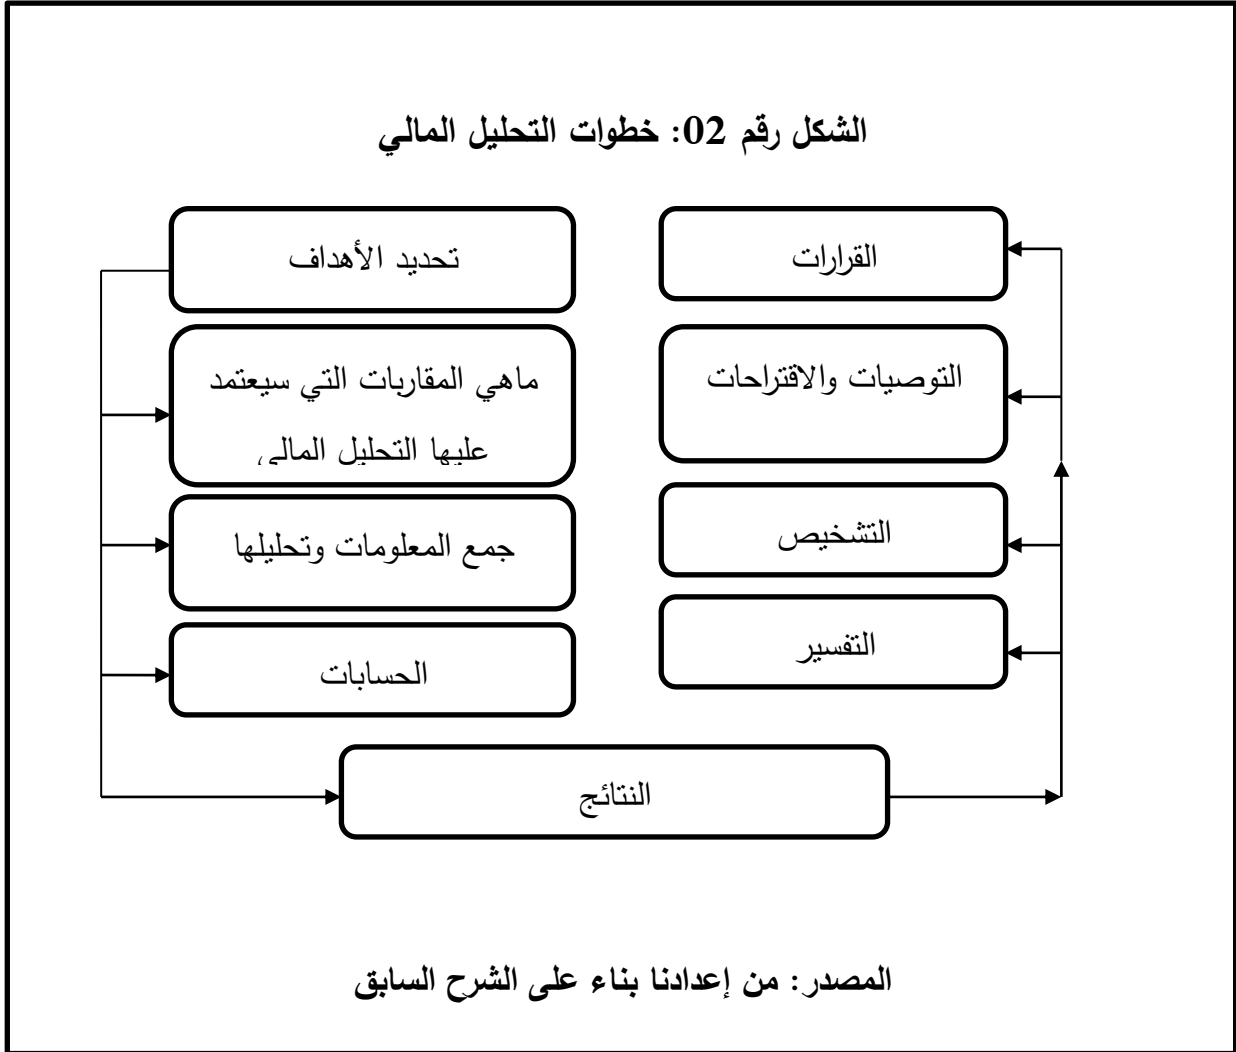 الشكل رقم 02: خطوات التحليل المالي
تحديد الأهداف
ماهي المقاربات التي سيعتمد
عليها التحليل المالي
جمع المعلومات وتحليلها
الحسابات
النتائج
القرارات
التوصيات والاقتراحات
التشخيص
التفسير
المصدر: من إعدادنا بناء على الشرح السابق